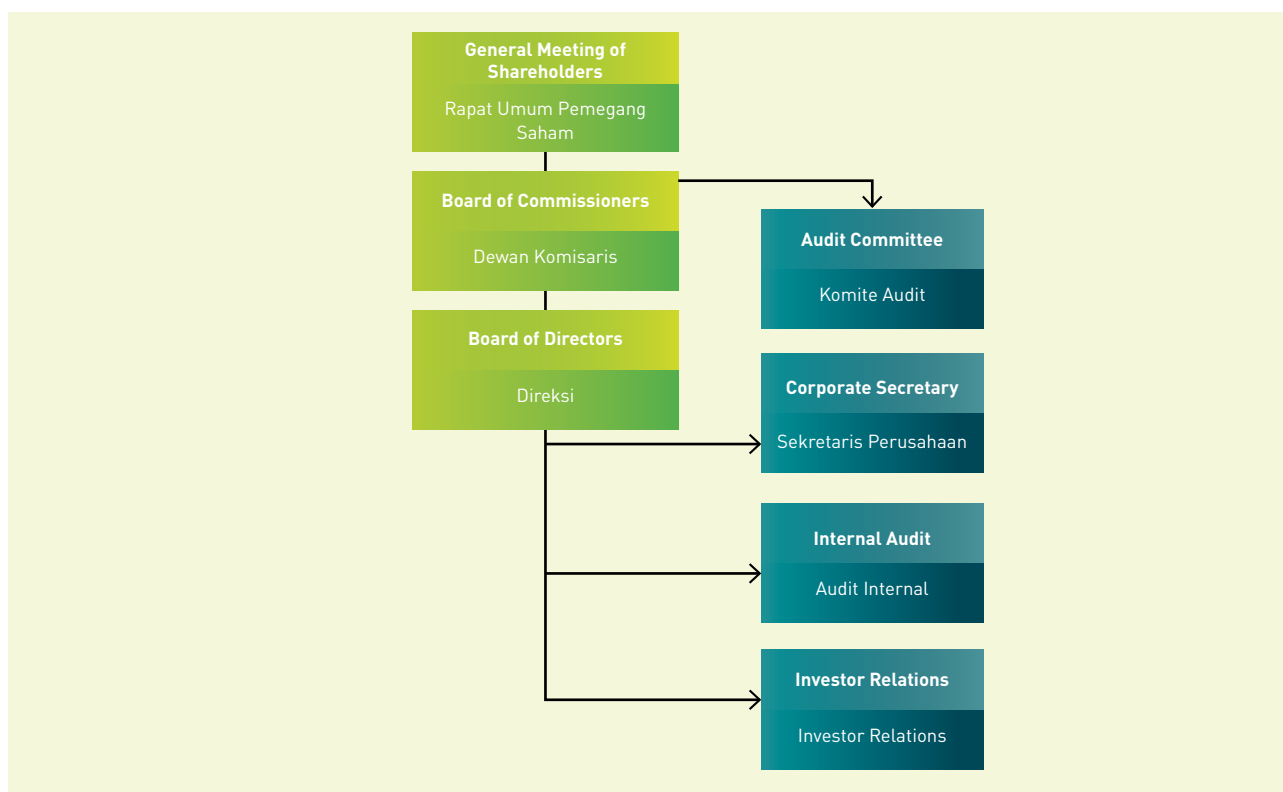 General Meeting of
Shareholders
Rapat Umum Pemegang
Saham
Board of Commissioners
Dewan Komisaris
Audit Committee
Komite Audit
Board of Directors
Direksi
Corporate Secretary
Sekretaris Perusahaan
Internal Audit
Audit Internal
Investor Relations
Investor Relations